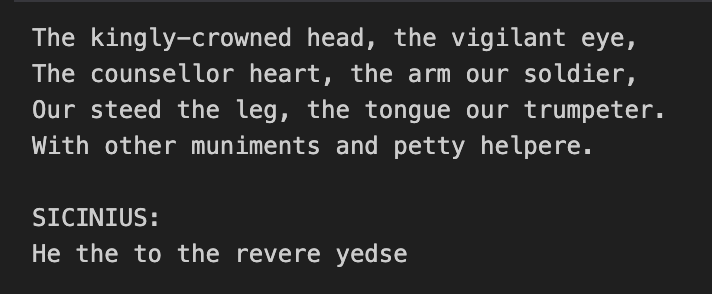 The kingly-crowned head, the vigilant eye,
The counsellor heart, the arm our soldier,
Our steed the leg, the tongue our trumpeter.
With other muniments and petty helpere.

SICINIUS:
He the to the revere yedse